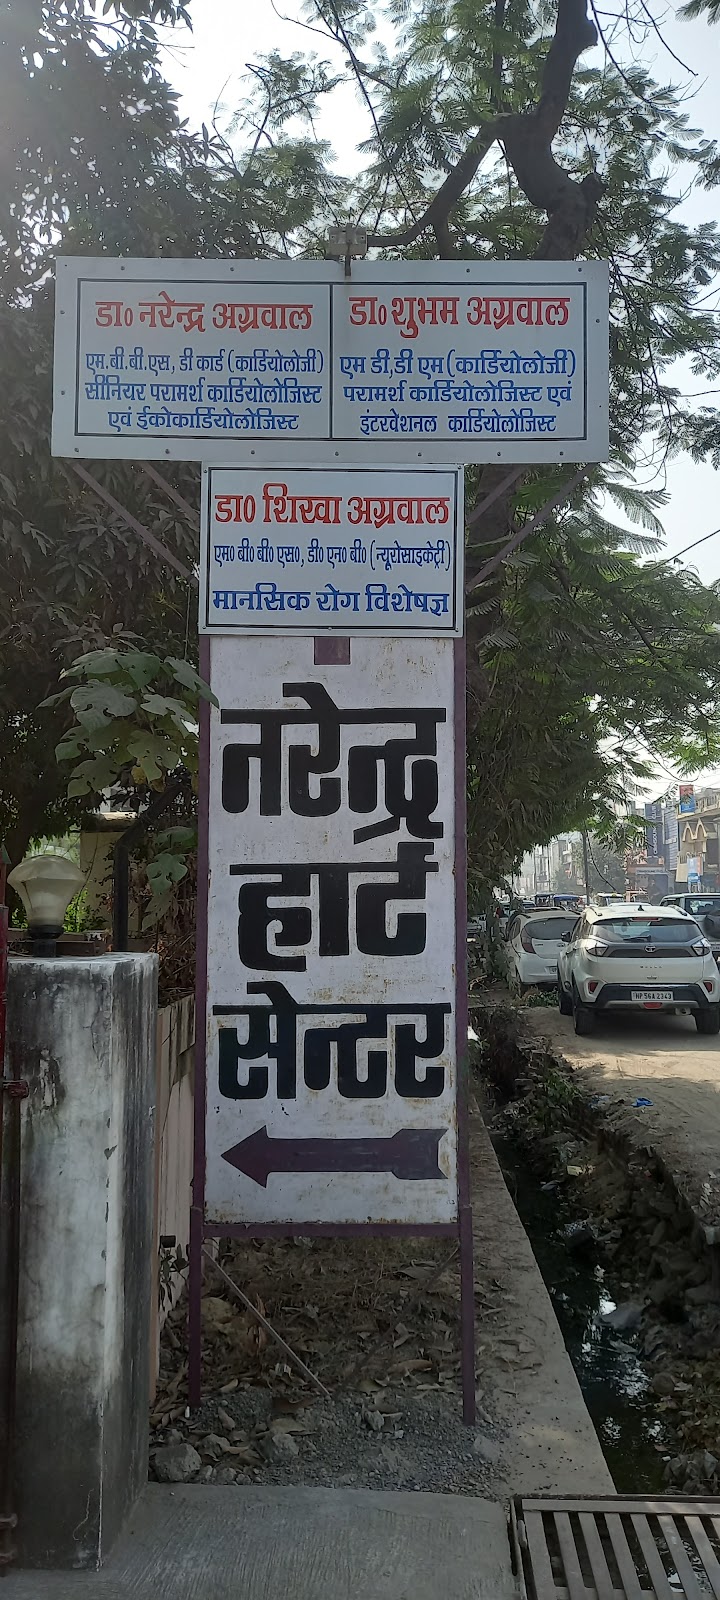 डा० नरेन्द्र अग्रवाल
एम.बी.बी.एस, डी कार्ड (कार्डियोलोजी)
सीनियर परामर्श कार्डियोलोजिस्ट
एवं ईकोकार्डियोलोजिस्ट
डा० शुभम अग्रवाल
एम डी,डी एम (कार्डियोलोजी)
परामर्श कार्डियोलोजिस्ट एवं
इंटरवेशनल कार्डियोलोजिस्ट
डा० शिखा अग्रवाल
एम० बी० बी० एस०, डी० एन० बी० (न्यूरोसाइकेट्री)
मानसिक रोग विशेषज्ञ
नरेन्द्र
हार्ट
सेन्टर